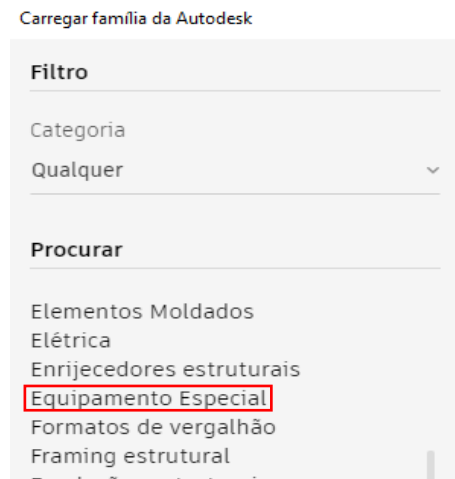 Carregar família da Autodesk
Filtro
Categoria
Qualquer
Procurar
Elementos Moldados
Elétrica
Enrijecedores estruturais
Equipamento Especial
Formatos de vergalhão
Framing estrutural